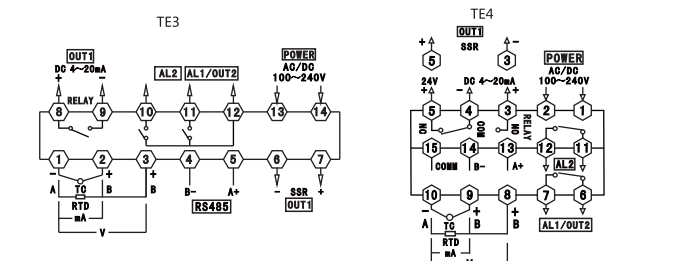 TE3
OUT1
DC 4~20mA
+ -
RELAY
AL2 AL1/OUT2
POWER
AC/DC
100~240V
8 9 10 11 12 13 14
1 2 3 4 5 6 7
- + +
A TC B B
RTD
mA
V
B- A+
RS485
- SSR +
OUT1
TE4
OUT1
+ SSR -
5 3
24V DC 4~20mA
+ - +
POWER
AC/DC
100~240V
5 4 3 2 1
NO COM NO RELAY
15 14 13 12 11
COMM B- A+
AL2
10 9 8 7 6
- + +
A TC B B
RTD
mA
V
AL1/OUT2